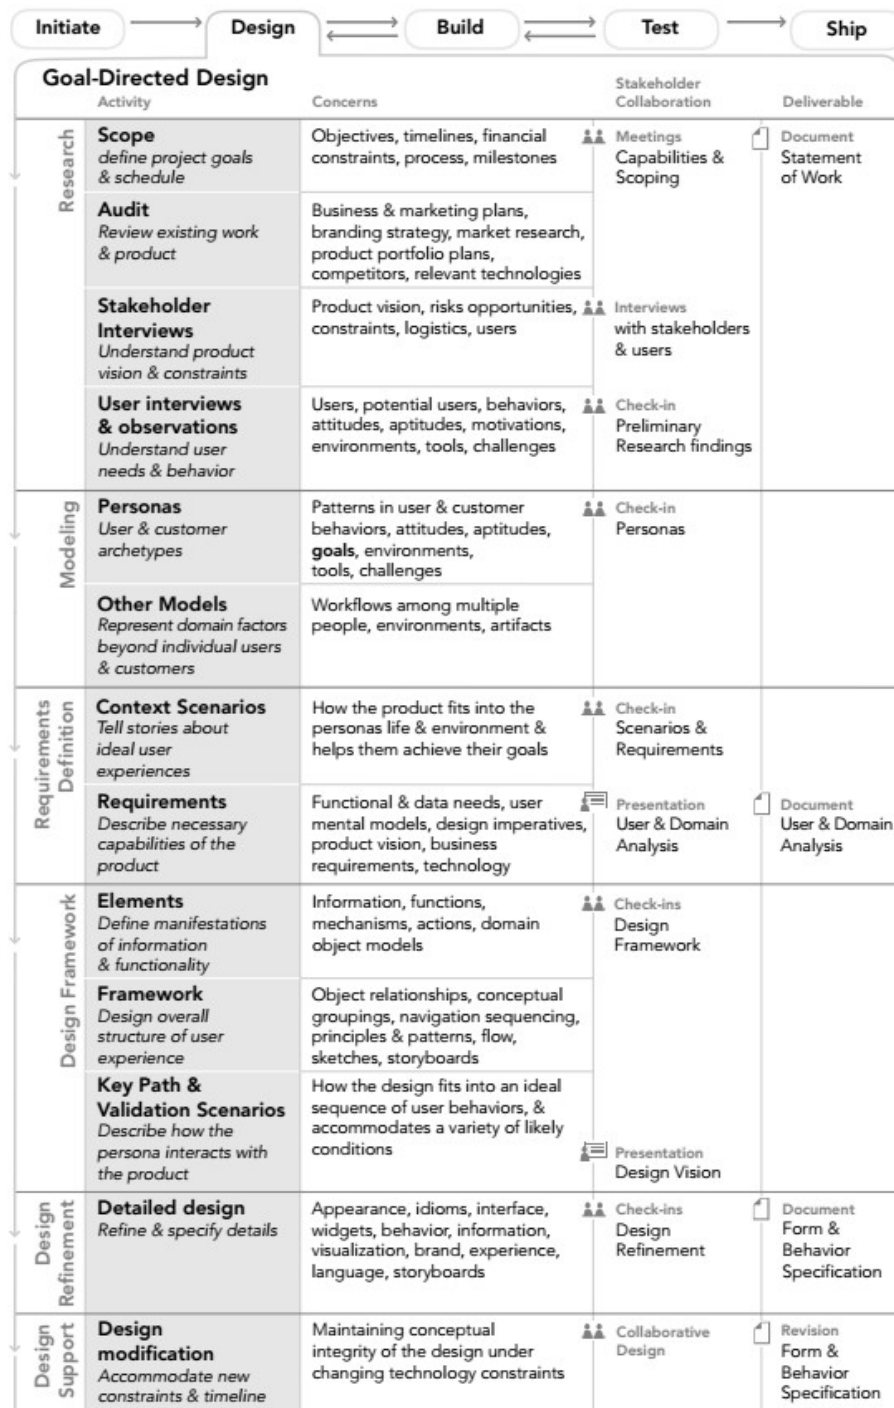 Initiate
Design
Build
Test
Ship
Goal-Directed Design
Activity
Concerns
Stakeholder
Collaboration
Deliverable
Research
Scope
define project goals
& schedule
Objectives, timelines, financial
constraints, process, milestones
Meetings
Capabilities &
Scoping
Document
Statement
of Work
Audit
Review existing work
& product
Business & marketing plans,
branding strategy, market research,
product portfolio plans,
competitors, relevant technologies
Stakeholder
Interviews
Understand product
vision & constraints
Product vision, risks opportunities,
constraints, logistics, users
Interviews
with stakeholders
& users
User interviews
& observations
Understand user
needs & behavior
Users, potential users, behaviors,
attitudes, aptitudes, motivations,
environments, tools, challenges
Check-in
Preliminary
Research findings
Modeling
Personas
User & customer
archetypes
Patterns in user & customer
behaviors, attitudes, aptitudes,
goals, environments,
tools, challenges
Check-in
Personas
Other Models
Represent domain factors
beyond individual users
& customers
Workflows among multiple
people, environments, artifacts
Requirements
Definition
Context Scenarios
Tell stories about
ideal user
experiences
How the product fits into the
personas life & environment &
helps them achieve their goals
Check-in
Scenarios &
Requirements
Requirements
Describe necessary
capabilities of the
product
Functional & data needs, user
mental models, design imperatives,
product vision, business
requirements, technology
Presentation
User & Domain
Analysis
Document
User & Domain
Analysis
Design Framework
Elements
Define manifestations
of information
& functionality
Information, functions,
mechanisms, actions, domain
object models
Check-ins
Design
Framework
Framework
Design overall
structure of user
experience
Object relationships, conceptual
groupings, navigation sequencing,
principles & patterns, flow,
sketches, storyboards
Key Path &
Validation Scenarios
Describe how the
persona interacts with
the product
How the design fits into an ideal
sequence of user behaviors, &
accommodates a variety of likely
conditions
Presentation
Design Vision
Design
Refinement
Detailed design
Refine & specify details
Appearance, idioms, interface,
widgets, behavior, information,
visualization, brand, experience,
language, storyboards
Check-ins
Design
Refinement
Document
Form &
Behavior
Specification
Design
Support
Design
modification
Accommodate new
constraints & timeline
Maintaining conceptual
integrity of the design under
changing technology constraints
Collaborative
Design
Revision
Form &
Behavior
Specification